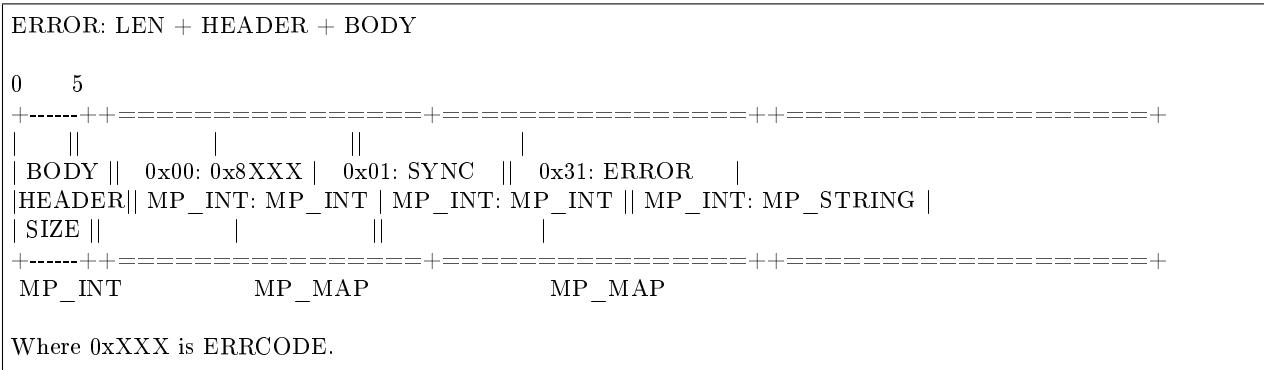 ERROR: LEN + HEADER + BODY
0 5
+------++================+================++===================+
| || | || |
| BODY || 0x00: 0x8XXX | 0x01: SYNC || 0x31: ERROR |
|HEADER|| MP_INT: MP_INT | MP_INT: MP_INT || MP_INT: MP_STRING |
| SIZE || | || |
+------++================+================++===================+
MP_INT MP_MAP MP_MAP
Where 0xXXX is ERRCODE.